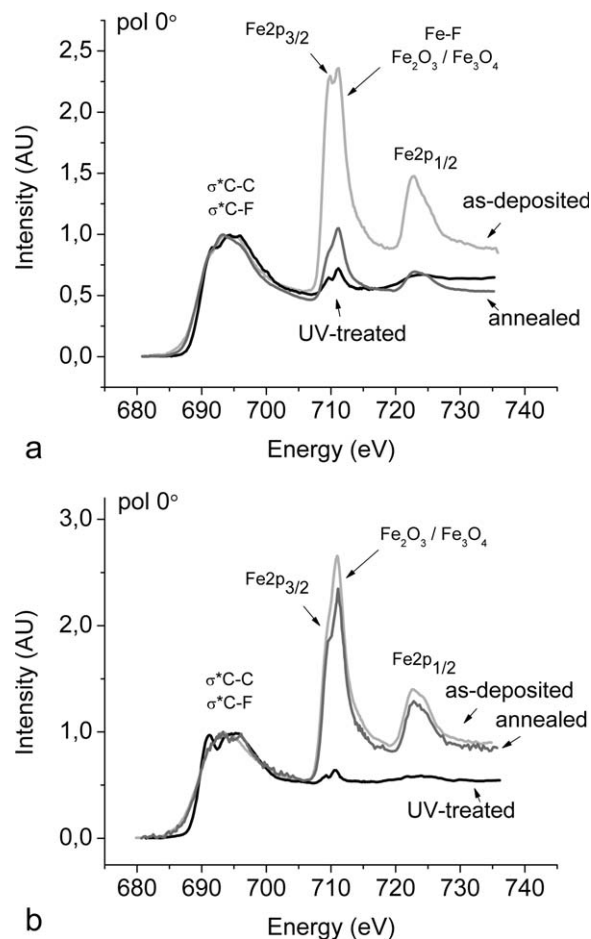 pol 0°
Fe2p3/2
Fe-F
Fe2O3 / Fe3O4
Fe2p1/2
σ*C-C
σ*C-F
as-deposited
UV-treated
annealed
Intensity (AU)
2,5
2,0
1,5
1,0
0,5
0,0
680 690 700 710 720 730 740
Energy (eV)
a
pol 0°
Fe2O3 / Fe3O4
Fe2p3/2
Fe2p1/2
σ*C-C
σ*C-F
as-deposited
annealed
UV-treated
Intensity (AU)
3,0
2,0
1,0
0,0
680 690 700 710 720 730 740
Energy (eV)
b